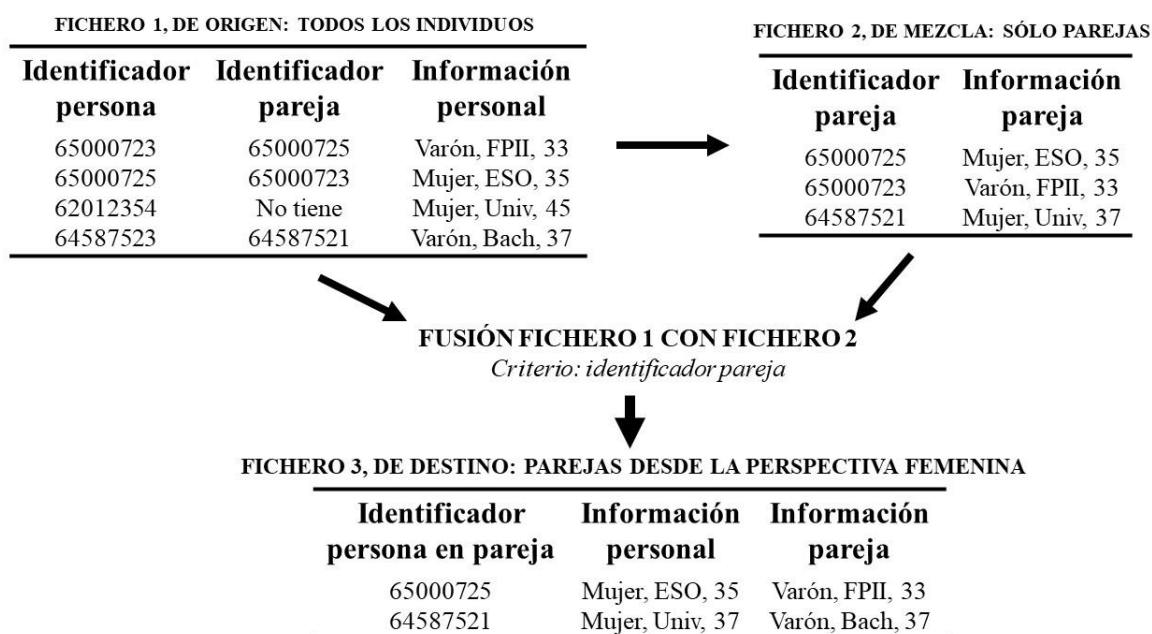 FICHERO 1, DE ORIGEN: TODOS LOS INDIVIDUOS
Identificador persona Identificador pareja Información personal
65000723 65000725 Varón, FPII, 33
65000725 65000723 Mujer, ESO, 35
62012354 No tiene Mujer, Univ, 45
64587523 64587521 Varón, Bach, 37
FICHERO 2, DE MEZCLA: SÓLO PAREJAS
Identificador pareja Información pareja
65000725 Mujer, ESO, 35
65000723 Varón, FPII, 33
64587521 Mujer, Univ, 37
FUSIÓN FICHERO 1 CON FICHERO 2
Criterio: identificador pareja
FICHERO 3, DE DESTINO: PAREJAS DESDE LA PERSPECTIVA FEMENINA
Identificador persona en pareja Información personal Información pareja
65000725 Mujer, ESO, 35 Varón, FPII, 33
64587521 Mujer, Univ, 37 Varón, Bach, 37